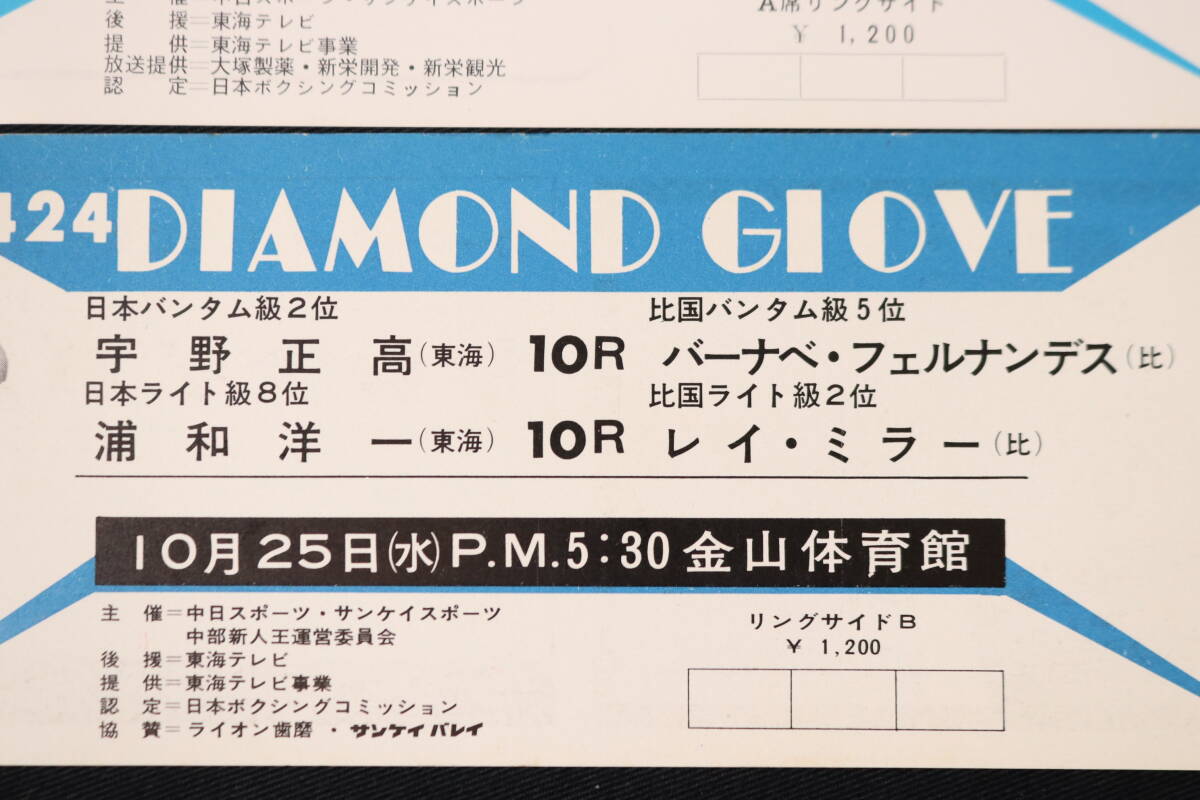 主　催＝中日スポーツ・サンケイスポーツ
後　援＝東海テレビ
提　供＝東海テレビ事業
放送提供＝大塚製薬・新栄開発・新栄観光
認　定＝日本ボクシングコミッション
A席リングサイド
¥ 1,200
424 DIAMOND GLOVE
日本バンタム級2位 比国バンタム級5位
宇野正高(東海) 10R バーナベ・フェルナンデス(比)
日本ライト級8位 比国ライト級2位
浦和洋一(東海) 10R レイ・ミラー(比)
10月25日(水)P.M.5:30 金山体育館
主　催＝中日スポーツ・サンケイスポーツ
中部新人王運営委員会
後　援＝東海テレビ
提　供＝東海テレビ事業
認　定＝日本ボクシングコミッション
協　賛＝ライオン歯磨・サンケイバレイ
リングサイドB
¥ 1,200